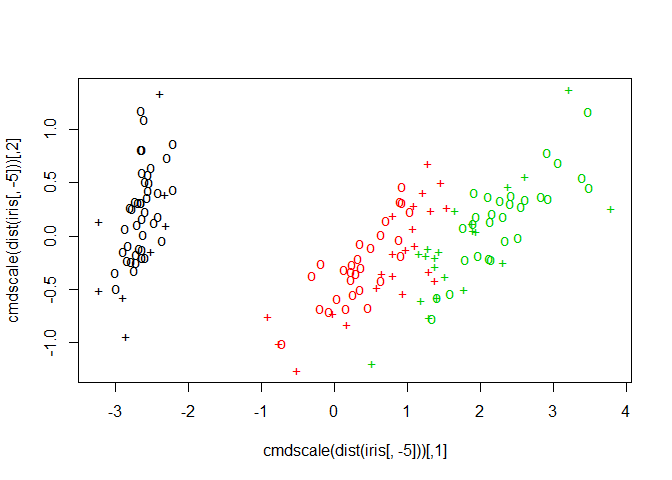 cmdscale(dist(iris[, -5]))[,2]
1.0
0.5
0.0
-0.5
-1.0
-3 -2 -1 0 1 2 3 4
cmdscale(dist(iris[, -5]))[,1]